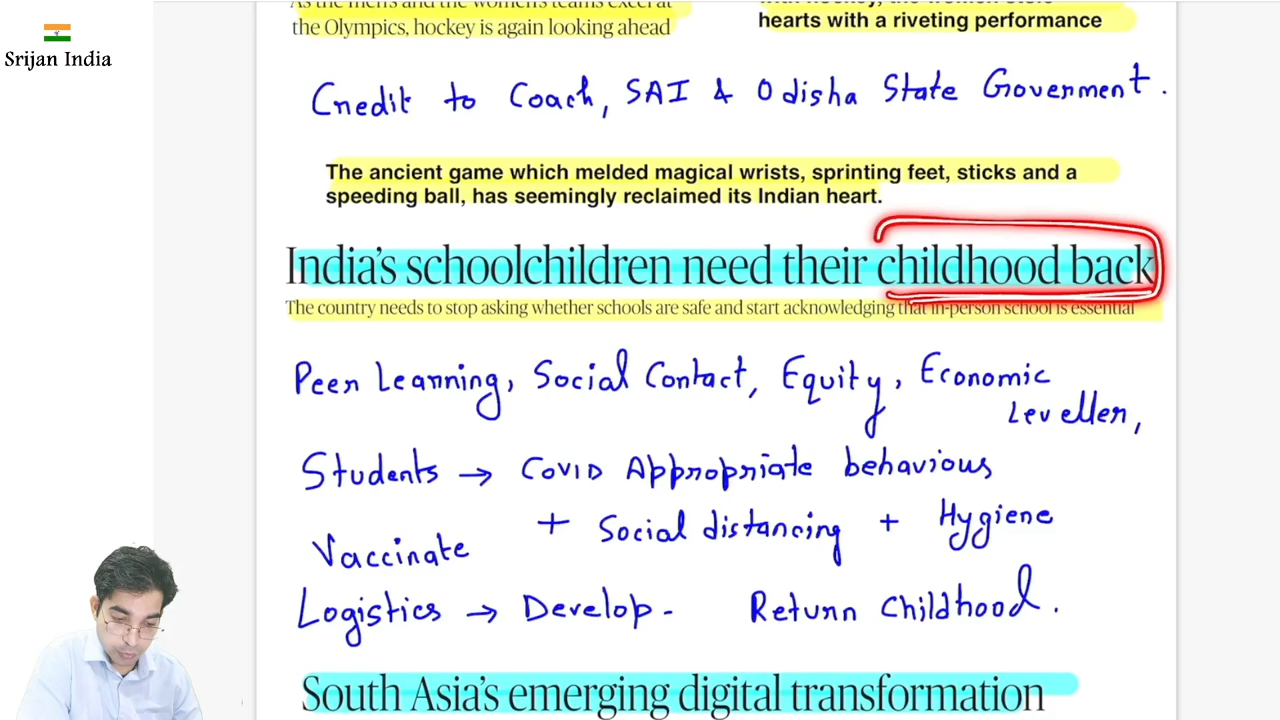 Srijan India
As the men's and the women's teams excel at
the Olympics, hockey is again looking ahead
hearts with a riveting performance
Credit to Coach, SAI & Odisha State Goverment.
The ancient game which melded magical wrists, sprinting feet, sticks and a
speeding ball, has seemingly reclaimed its Indian heart.
India's schoolchildren need their childhood back
The country needs to stop asking whether schools are safe and start acknowledging that in-person school is essential
Peer Learning, Social Contact, Equity, Economic
Leveller,
Students → COVID Appropriate behavious
+ Social distancing + Hygiene
Vaccinate
Logistics → Develop - Return Childhood.
South Asia's emerging digital transformation